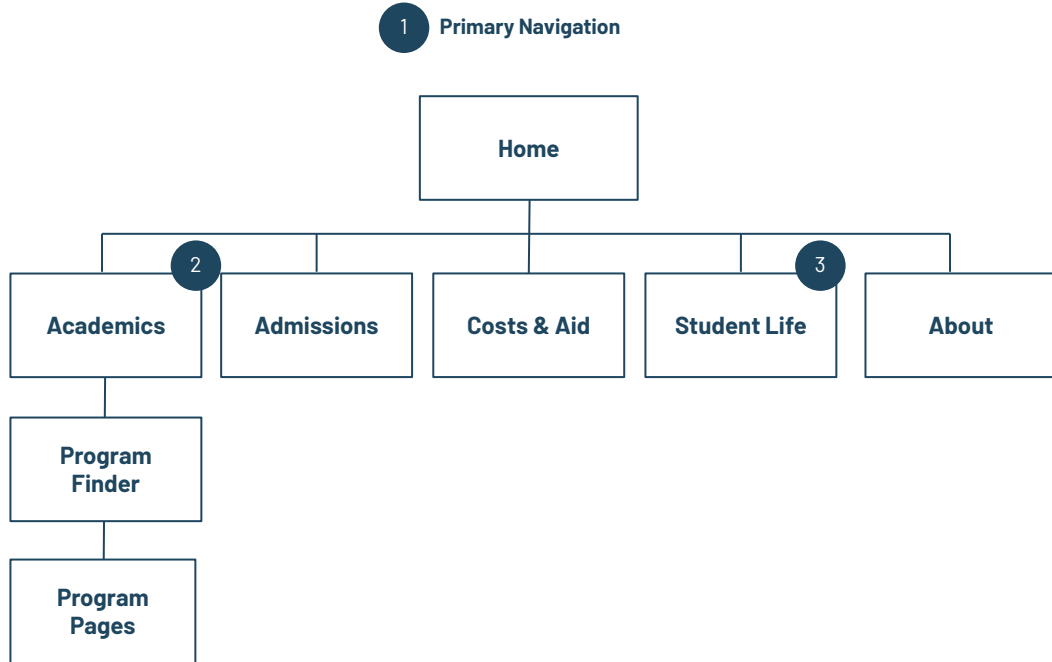 1 Primary Navigation
Home
2
3
Academics
Admissions
Costs & Aid
Student Life
About
Program
Finder
Program
Pages